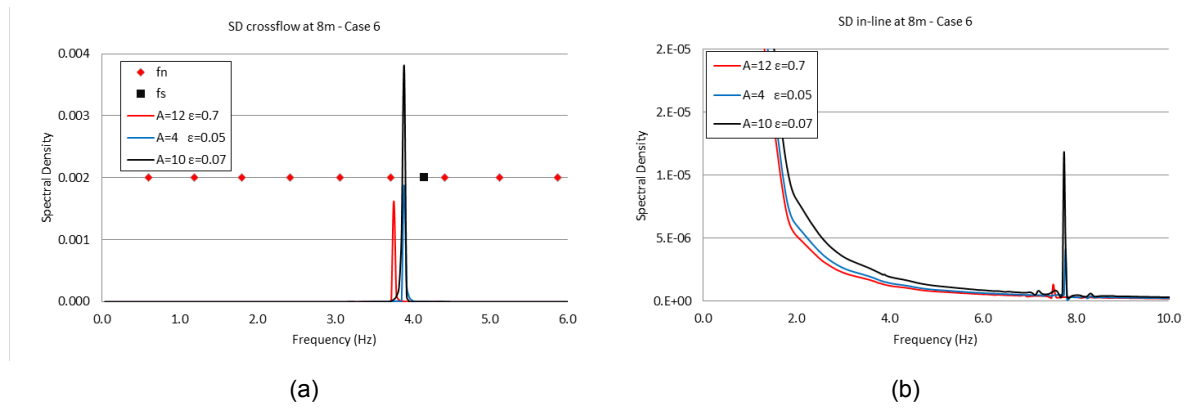 SD crossflow at 8m - Case 6
0.004
0.003
0.002
0.001
0.000
Spectral Density
fn
fs
A=12 ε=0.7
A=4 ε=0.05
A=10 ε=0.07
0.0 1.0 2.0 3.0 4.0 5.0 6.0
Frequency (Hz)
(a)
SD in-line at 8m - Case 6
2.E-05
2.E-05
1.E-05
5.E-06
0.E+00
Spectral Density
A=12 ε=0.7
A=4 ε=0.05
A=10 ε=0.07
0.0 2.0 4.0 6.0 8.0 10.0
Frequency (Hz)
(b)